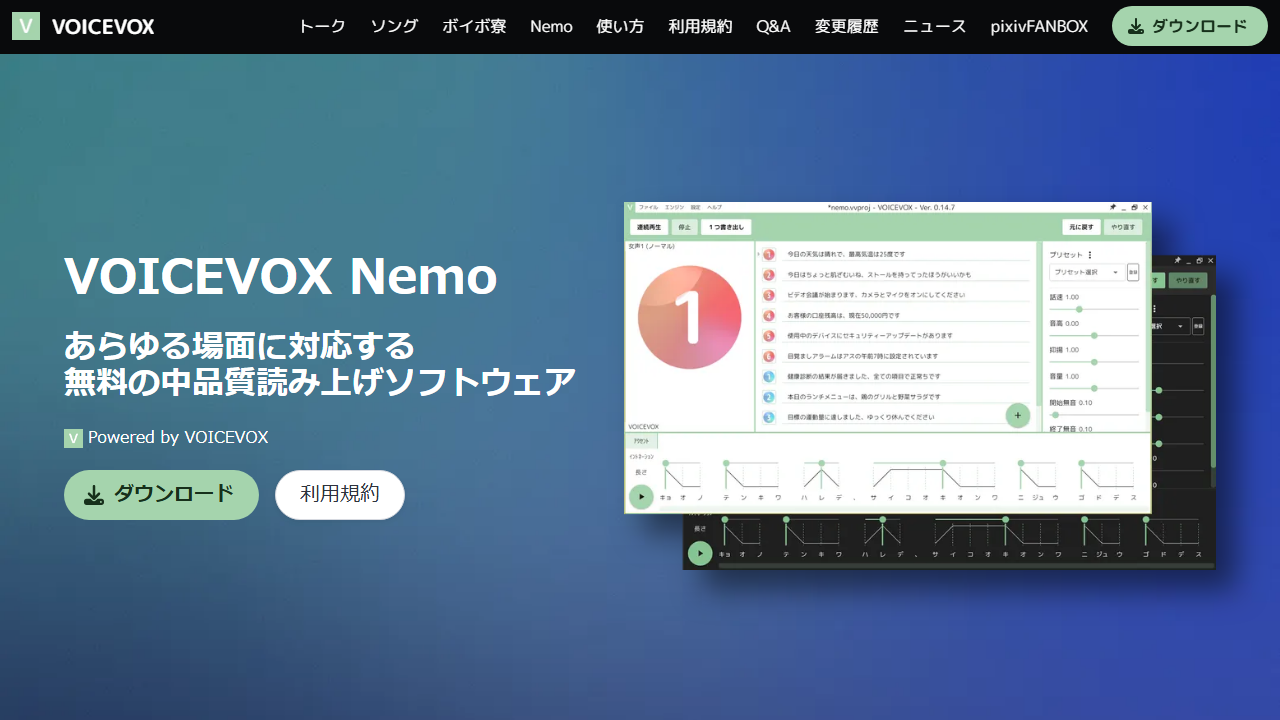 V VOICEVOX トーク ソング ボイボ寮 Nemo 使い方 利用規約 Q&A 変更履歴 ニュース pixivFANBOX ダウンロード
VOICEVOX Nemo
あらゆる場面に対応する
無料の中品質読み上げソフトウェア
V Powered by VOICEVOX
ダウンロード 利用規約
V ファイル エンジン 設定 ヘルプ *nemo.vvproj - VOICEVOX - Ver. 0.14.7
連続再生 停止 1つ書き出し 元に戻す やり直す
女声1 (ノーマル)
1
VOICEVOX
1 今日の天気は晴れで、最高気温は25度です
2 今日はちょっと肌ざむいね、ストールを持ってったほうがいいかも
3 ビデオ会議が始まります、カメラとマイクをオンにしてください
4 お客様の口座残高は、現在50,000円です
5 使用中のデバイスにセキュリティーアップデートがあります
6 目覚ましアラームはアスの午前7時に設定されています
1 健康診断の結果が届きました、全ての項目で正常ちです
2 本日のランチメニューは、鶏のグリルと野菜サラダです
3 目標の運動量に達しました、ゆっくり休んでください
+
プリセット
プリセット選択 登録
話速 1.00
音高 0.00
抑揚 1.00
音量 1.00
開始無音 0.10
終了無音 0.10
アクセント
イントネーション
長さ
キョ オ ノ テ ン キ ワ ハ レ デ 、 サ イ コ オ キ オ ン ワ ニ ジュ ウ ゴ ド デ ス
す やり直す
選択 登録
長さ
キョ オ ノ テ ン キ ワ ハ レ デ 、 サ イ コ オ キ オ ン ワ ニ ジュ ウ ゴ ド デ ス